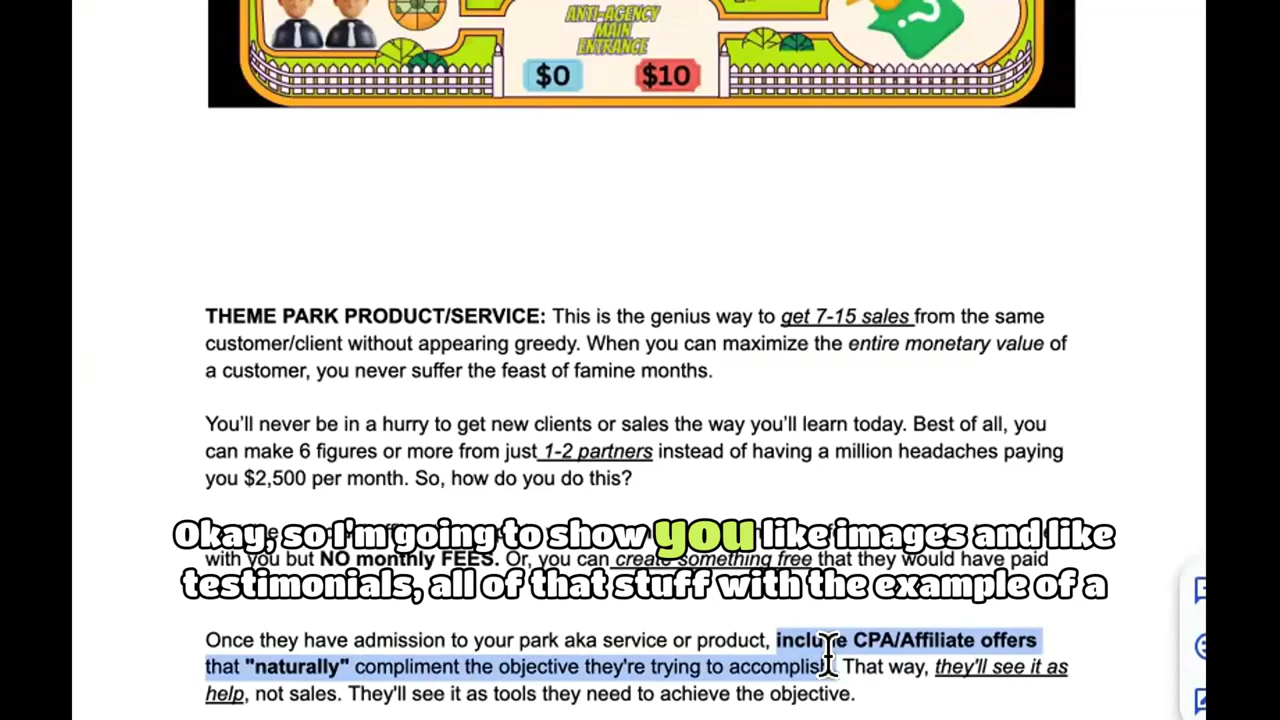 ANTI-AGENCY
MAIN
ENTRANCE
$0 $10
?
THEME PARK PRODUCT/SERVICE: This is the genius way to get 7-15 sales from the same
customer/client without appearing greedy. When you can maximize the entire monetary value of
a customer, you never suffer the feast of famine months.
You’ll never be in a hurry to get new clients or sales the way you’ll learn today. Best of all, you
can make 6 figures or more from just 1-2 partners instead of having a million headaches paying
you $2,500 per month. So, how do you do this?
Okay, so I'm going to show you like images and like
with you but NO monthly FEES. Or, you can create something free that they would have paid
testimonials, all of that stuff with the example of a
Once they have admission to your park aka service or product, include CPA/Affiliate offers
that "naturally" compliment the objective they're trying to accomplish. That way, they'll see it as
help, not sales. They'll see it as tools they need to achieve the objective.